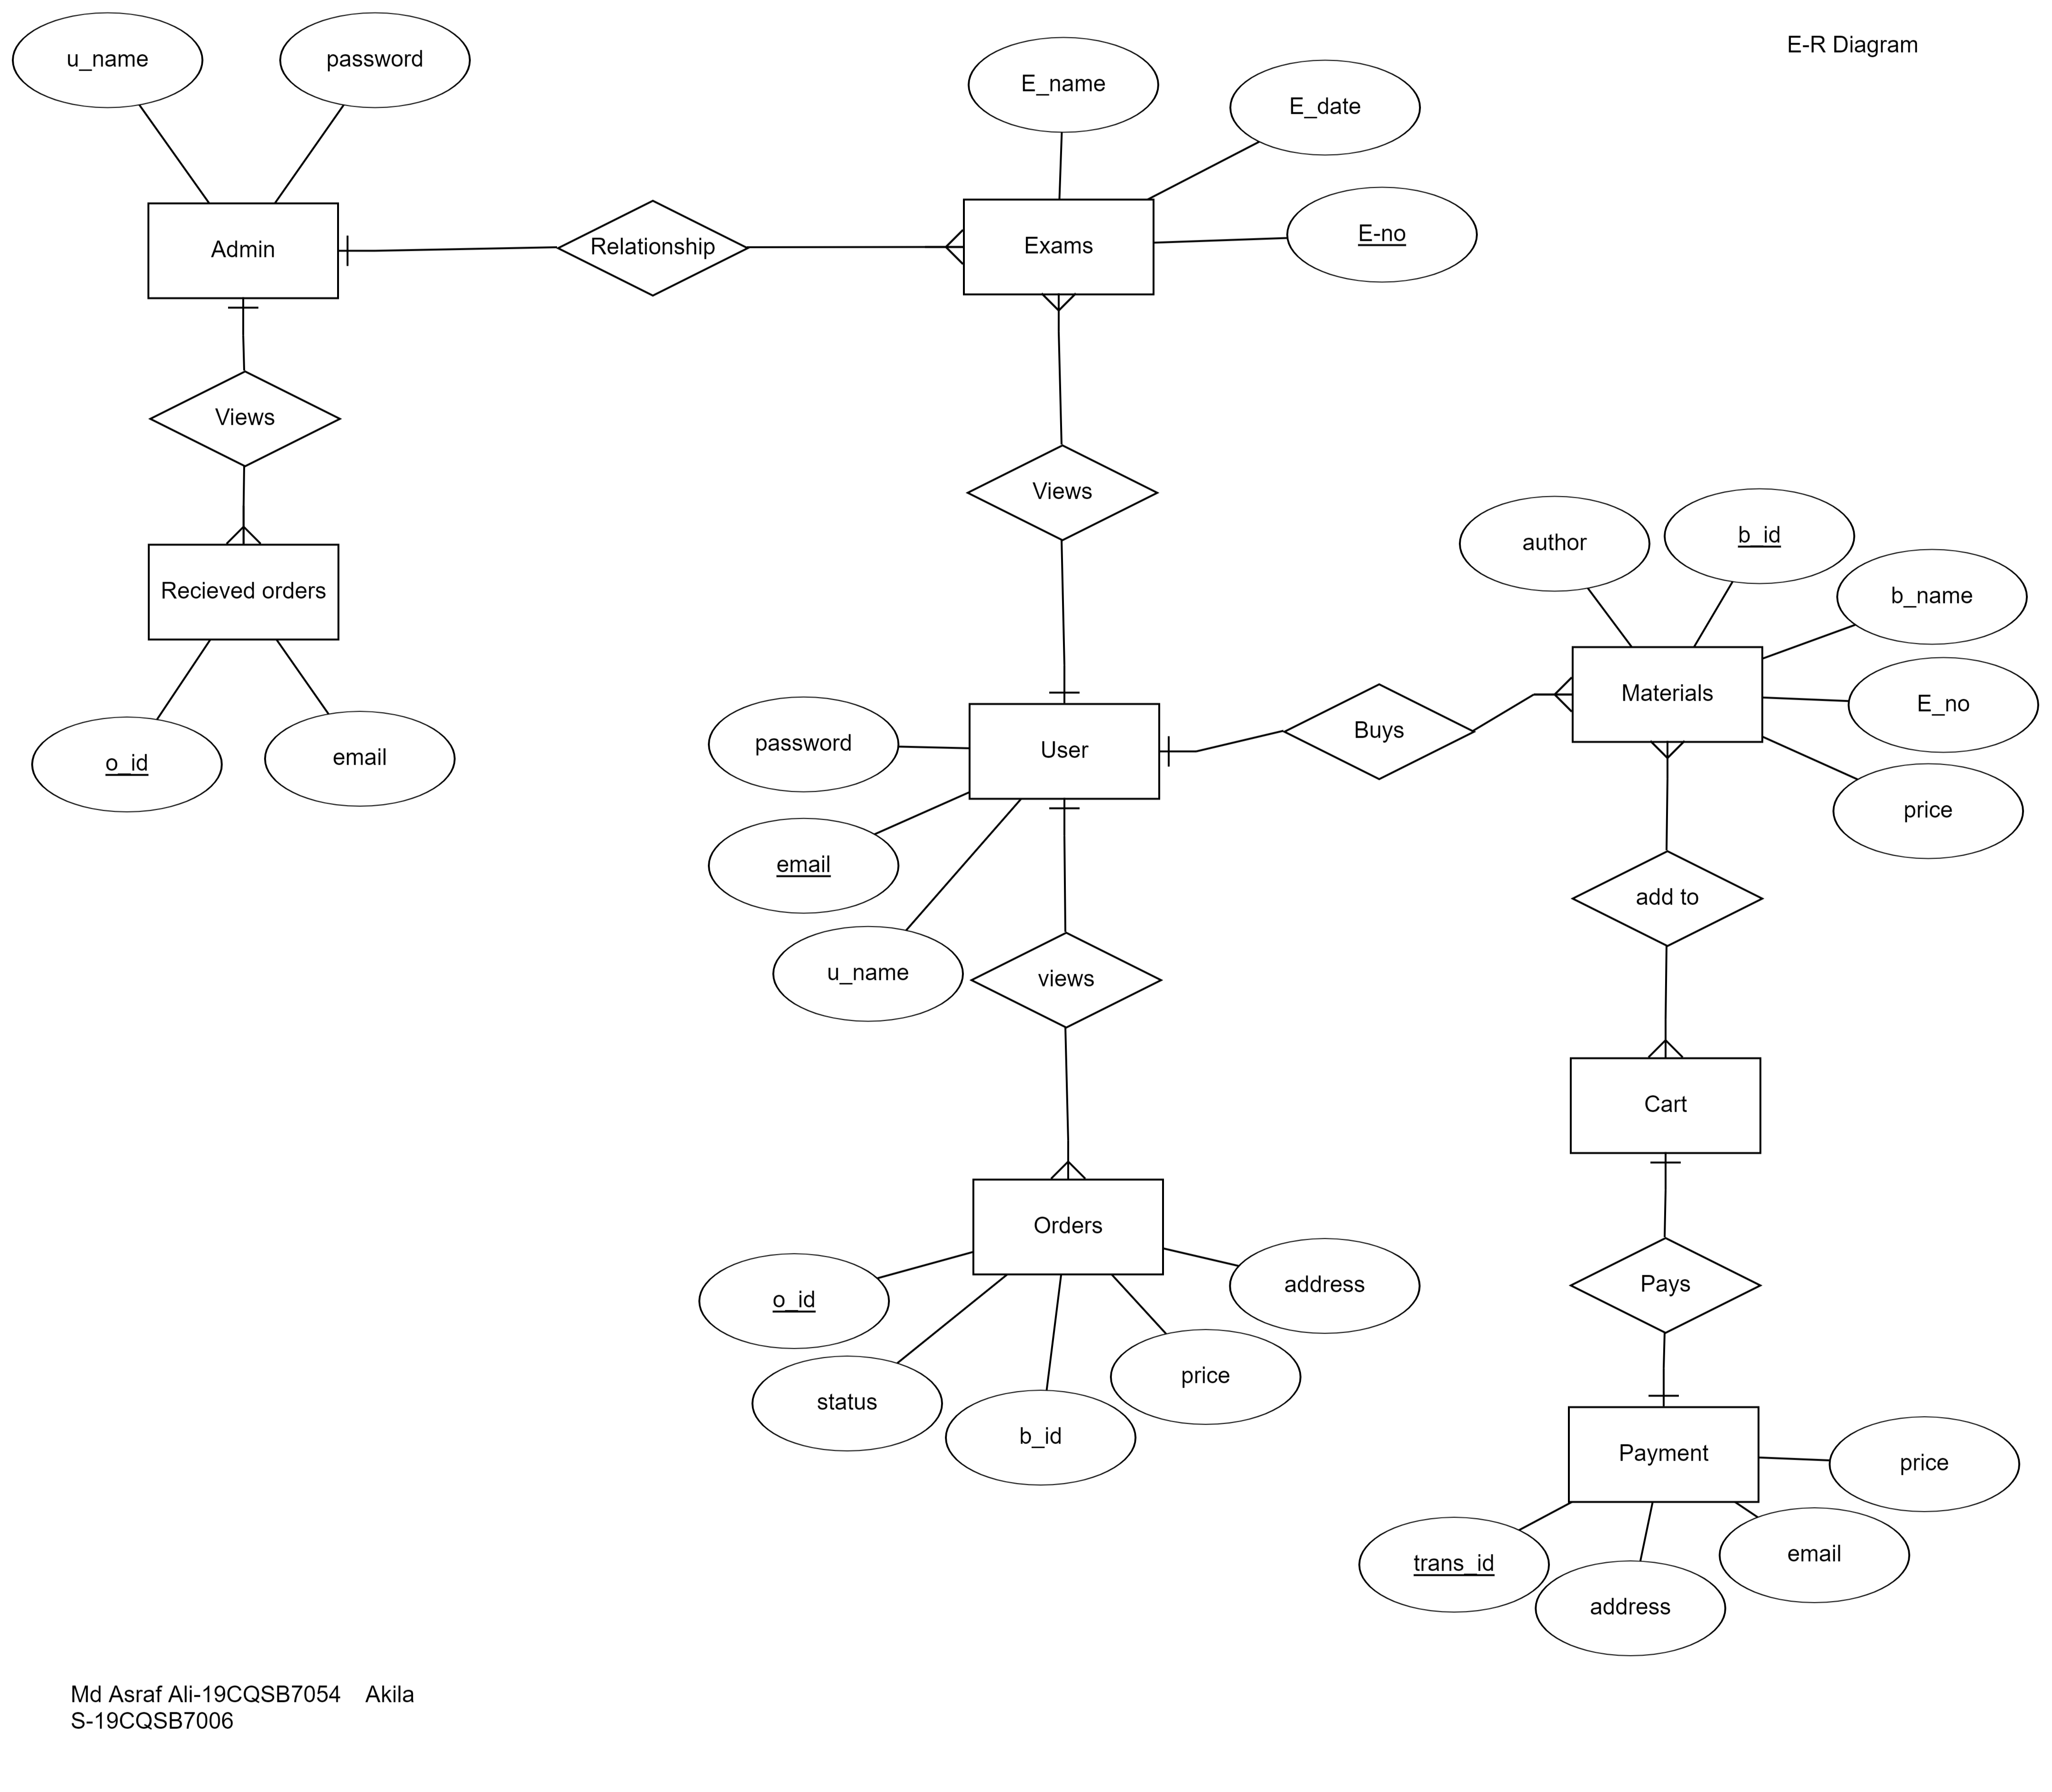 E-R Diagram
u_name
password
E_name
E_date
E-no
Admin
Relationship
Exams
Views
Views
Recieved orders
o_id
email
author
b_id
b_name
E_no
price
Materials
password
email
u_name
User
Buys
add to
views
Cart
Orders
o_id
status
b_id
price
address
Pays
Payment
price
trans_id
address
email
Md Asraf Ali-19CQSB7054    Akila
S-19CQSB7006